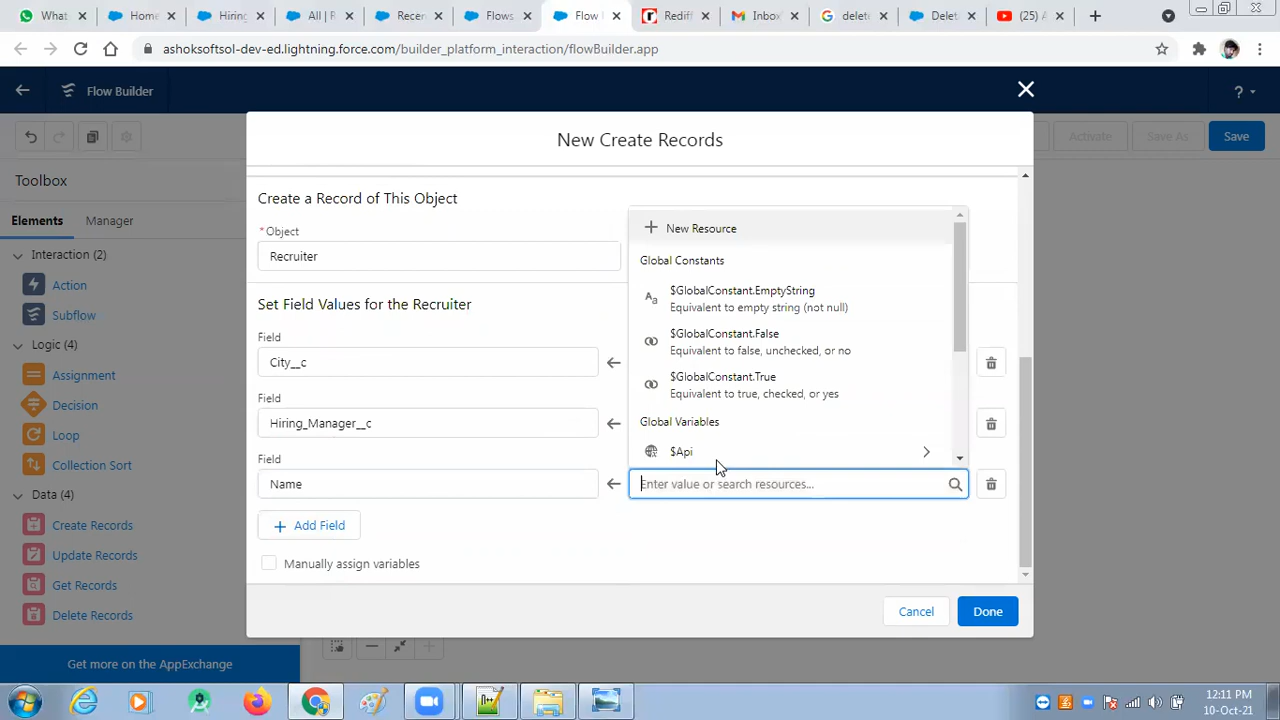 What
Home
Hiring
All | R
Recen
Flows
Flow
Rediff
Inbox
delete
Delet
(25) A
ashoksoftsol-dev-ed.lightning.force.com/builder_platform_interaction/flowBuilder.app
Flow Builder
?
Activate
Save As
Save
New Create Records
Toolbox
Elements
Manager
Interaction (2)
Action
Subflow
Logic (4)
Assignment
Decision
Loop
Collection Sort
Data (4)
Create Records
Update Records
Get Records
Delete Records
Get more on the AppExchange
Create a Record of This Object
*Object
Recruiter
Set Field Values for the Recruiter
Field
City__c
Field
Hiring_Manager__c
Field
Name
+ New Resource
Global Constants
$GlobalConstant.EmptyString
Equivalent to empty string (not null)
$GlobalConstant.False
Equivalent to false, unchecked, or no
$GlobalConstant.True
Equivalent to true, checked, or yes
Global Variables
$Api
Enter value or search resources...
+ Add Field
Manually assign variables
Cancel
Done
12:11 PM
10-Oct-21